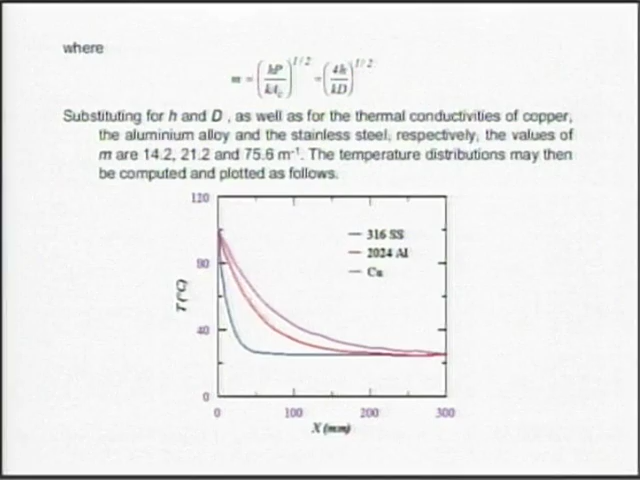 where
m = (hP/kA_c)^1/2 = (4h/kD)^1/2
Substituting for h and D , as well as for the thermal conductivities of copper,
the aluminium alloy and the stainless steel, respectively, the values of
m are 14.2, 21.2 and 75.6 m⁻¹. The temperature distributions may then
be computed and plotted as follows.
120
316 SS
2024 Al
Cu
80
T (°C)
40
0
0 100 200 300
X (mm)